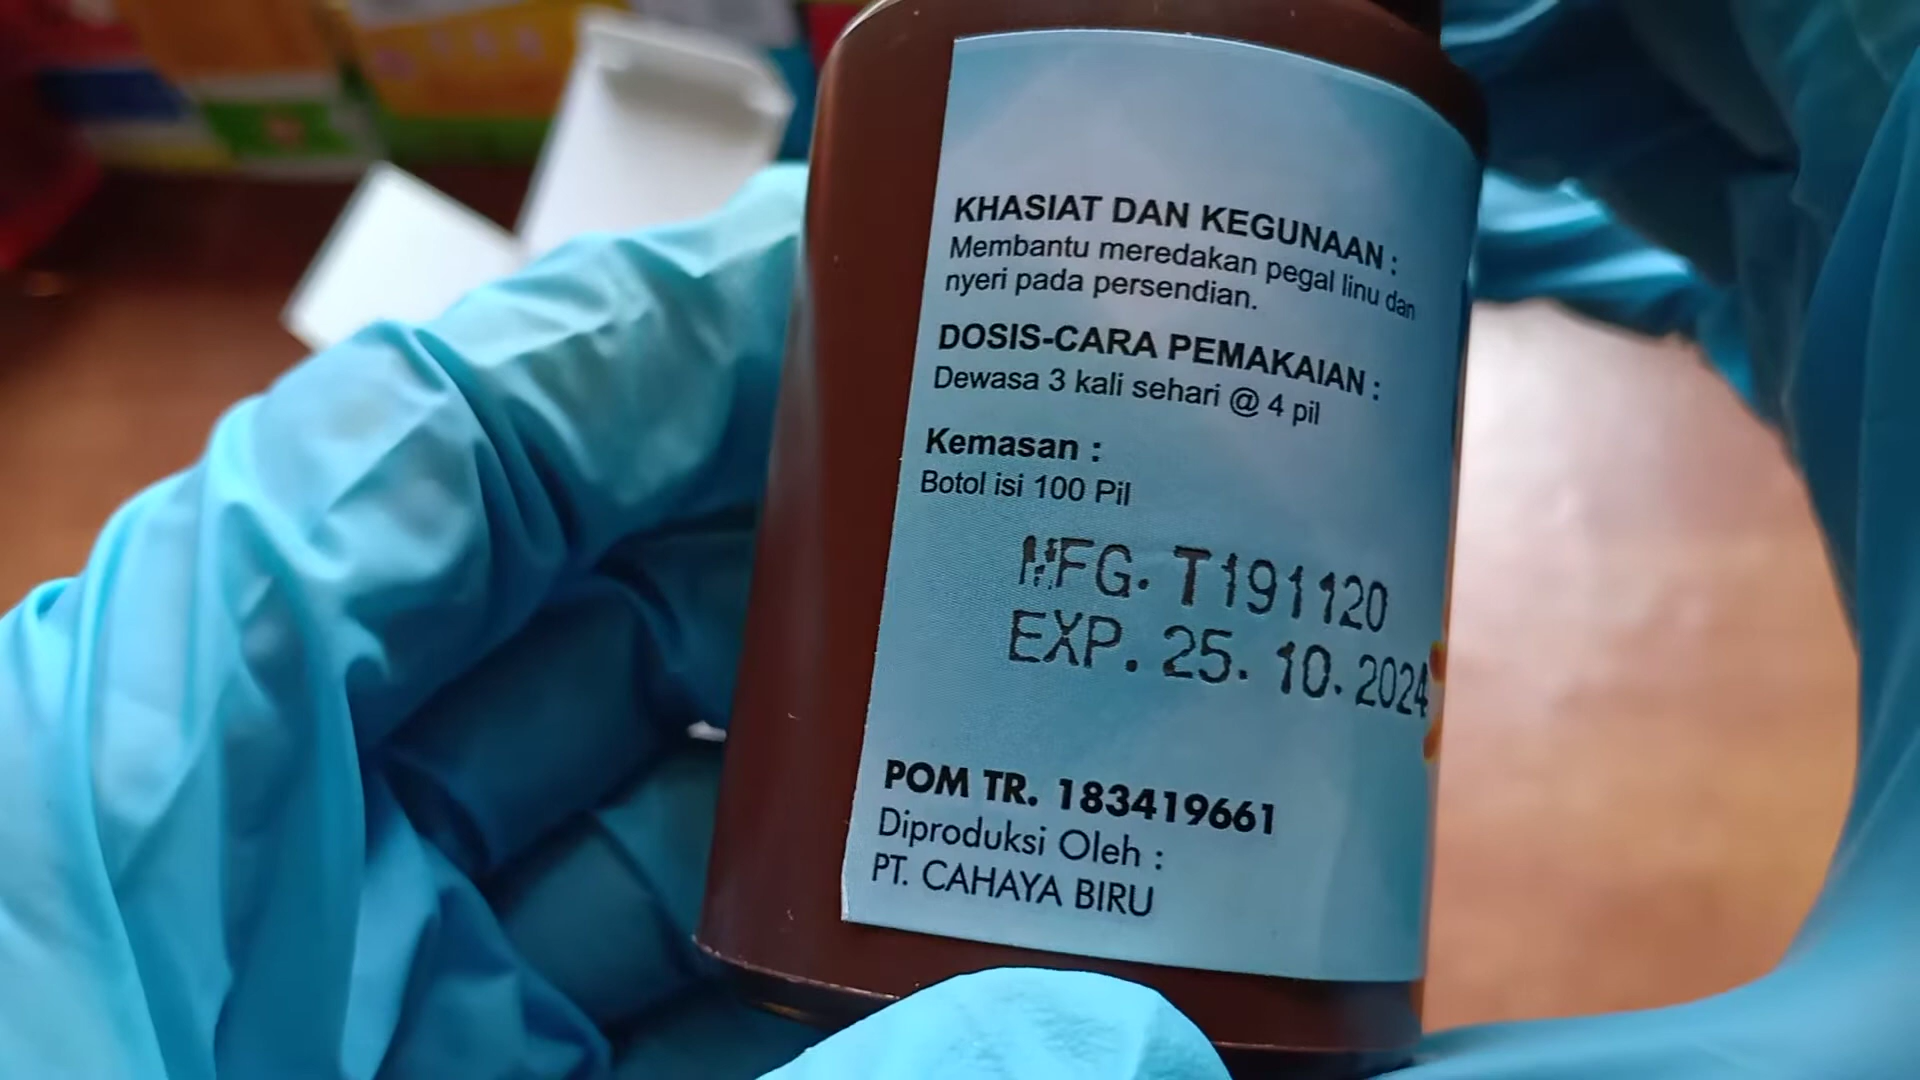 KHASIAT DAN KEGUNAAN :
Membantu meredakan pegal linu dan
nyeri pada persendian.
DOSIS-CARA PEMAKAIAN :
Dewasa 3 kali sehari @ 4 pil
Kemasan :
Botol isi 100 Pil
MFG. T191120
EXP. 25. 10. 2024
POM TR. 183419661
Diproduksi Oleh :
PT. CAHAYA BIRU